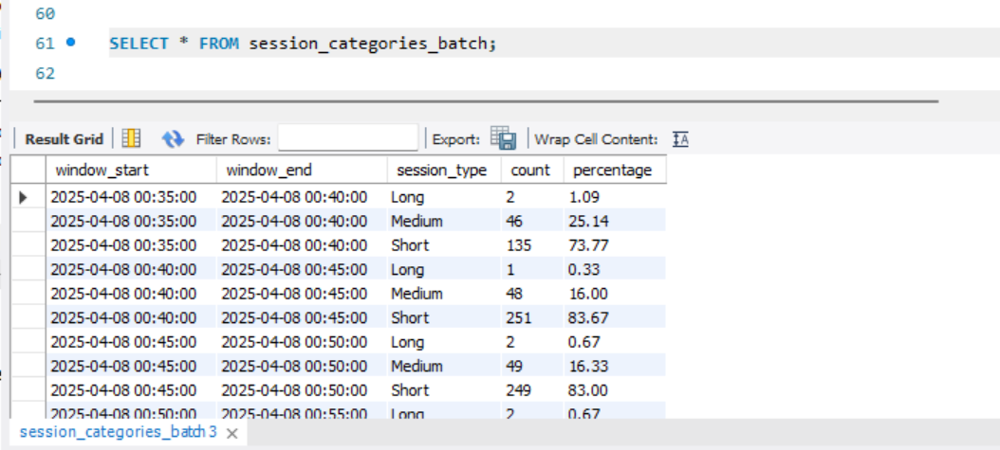 60
61 SELECT * FROM session_categories_batch;
62
Result Grid Filter Rows: Export: Wrap Cell Content: IA
window_start window_end session_type count percentage
2025-04-08 00:35:00 2025-04-08 00:40:00 Long 2 1.09
2025-04-08 00:35:00 2025-04-08 00:40:00 Medium 46 25.14
2025-04-08 00:35:00 2025-04-08 00:40:00 Short 135 73.77
2025-04-08 00:40:00 2025-04-08 00:45:00 Long 1 0.33
2025-04-08 00:40:00 2025-04-08 00:45:00 Medium 48 16.00
2025-04-08 00:40:00 2025-04-08 00:45:00 Short 251 83.67
2025-04-08 00:45:00 2025-04-08 00:50:00 Long 2 0.67
2025-04-08 00:45:00 2025-04-08 00:50:00 Medium 49 16.33
2025-04-08 00:45:00 2025-04-08 00:50:00 Short 249 83.00
2025-04-08 00:50:00 2025-04-08 00:55:00 Long 2 0.67
session_categories_batch 3